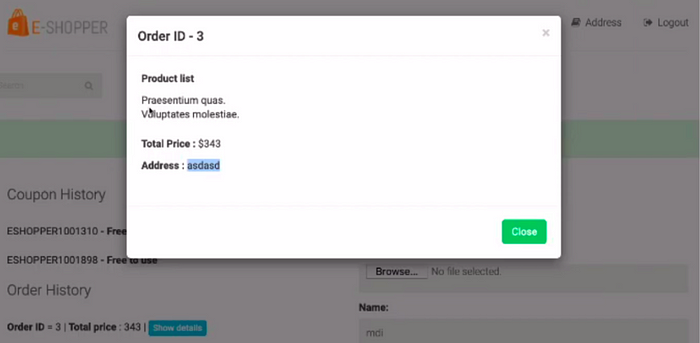 E-SHOPPER
Address
Logout
Search
Order ID - 3
×
Product list
Praesentium quas.
Voluptates molestiae.
Total Price : $343
Address : asdasd
Close
Coupon History
ESHOPPER1001310 - Free
ESHOPPER1001898 - Free to use
Order History
Order ID = 3 | Total price : 343 | Show details
Browse... No file selected.
Name:
mdi